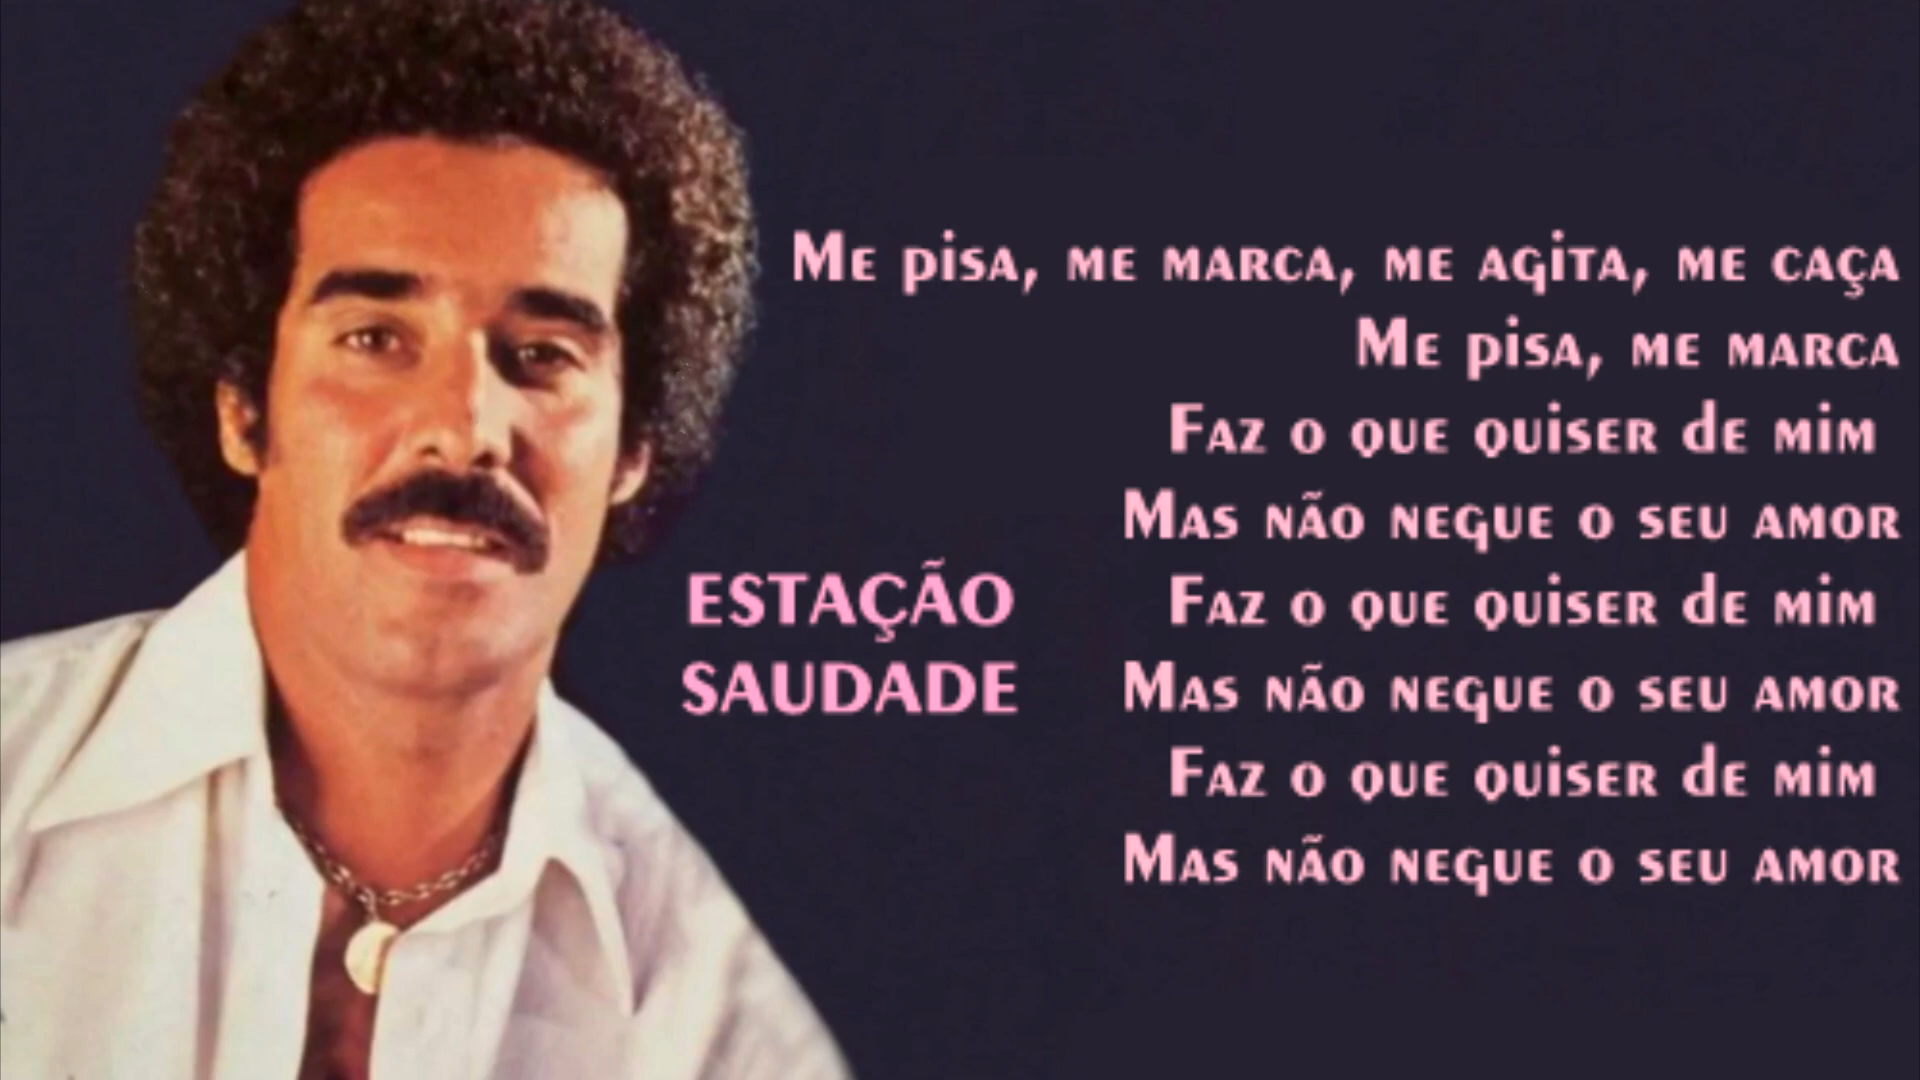 Me pisa, me marca, me agita, me caça
Me pisa, me marca
Faz o que quiser de mim
Mas não negue o seu amor
Faz o que quiser de mim
Mas não negue o seu amor
Faz o que quiser de mim
Mas não negue o seu amor
ESTAÇÃO
SAUDADE